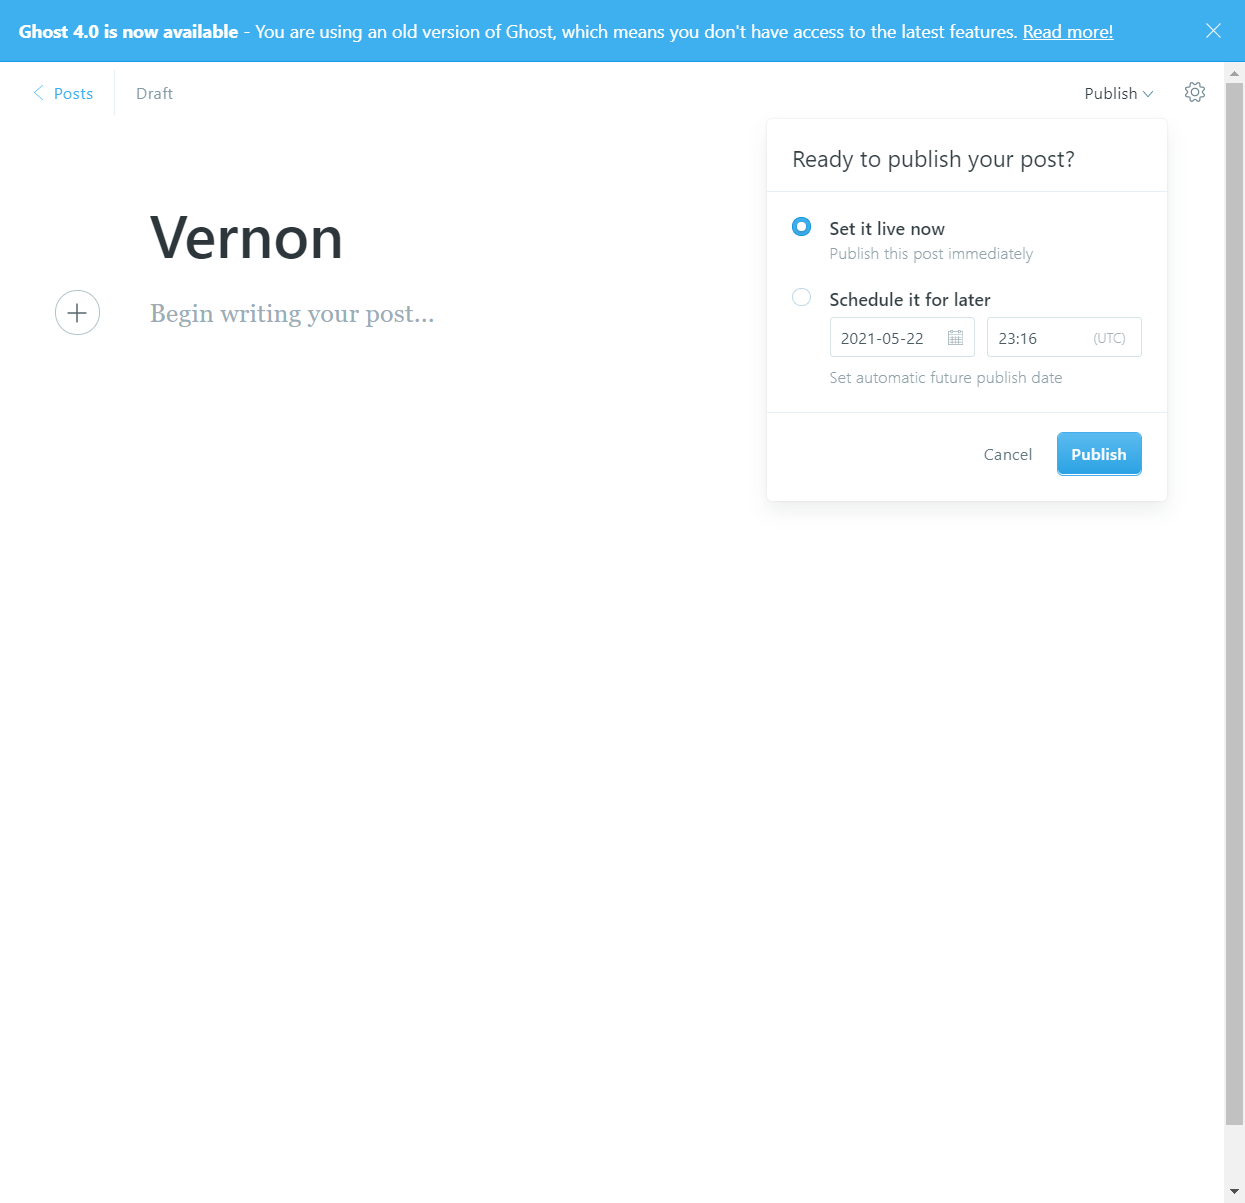 Ghost 4.0 is now available - You are using an old version of Ghost, which means you don't have access to the latest features. Read more!
Posts
Draft
Publish
Ready to publish your post?
Vernon
Set it live now
Publish this post immediately
Begin writing your post...
Schedule it for later
2021-05-22
23:16
(UTC)
Set automatic future publish date
Cancel
Publish